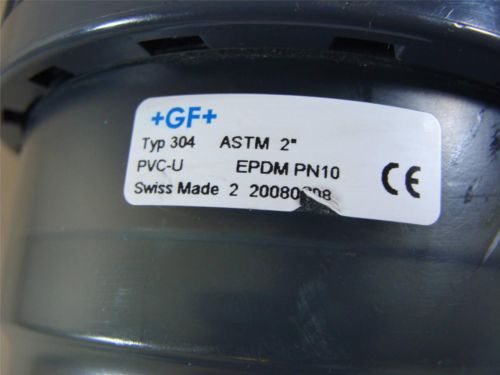 +GF+
Typ 304 ASTM 2"
PVC-U EPDM PN10 CE
Swiss Made 2